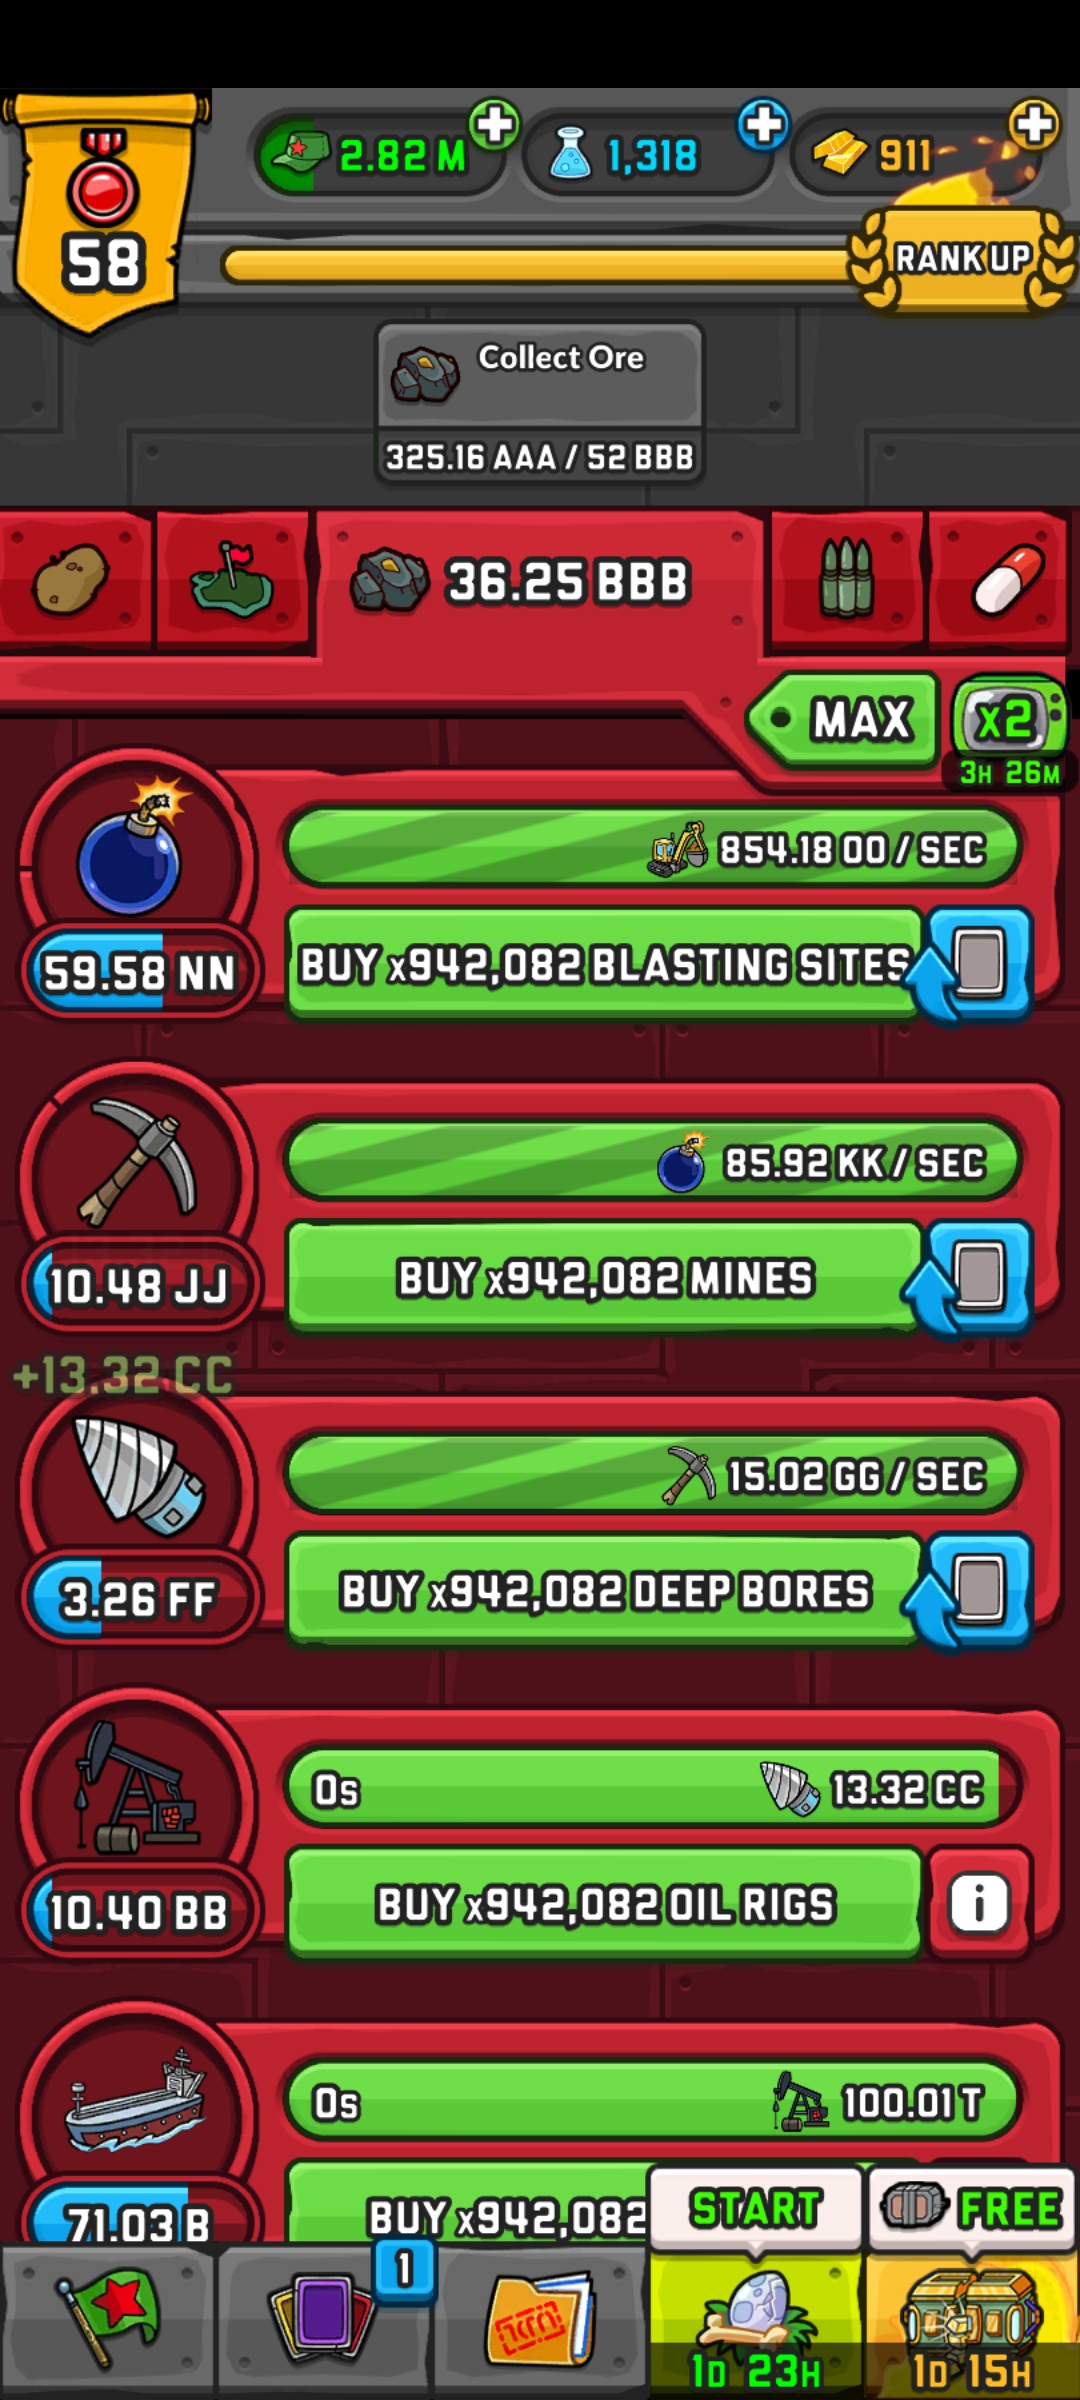 58
2.82 M
1,318
911
RANK UP
Collect Ore
325.16 AAA / 52 BBB
36.25 BBB
MAX
x2
3H 26M
854.18 OO / SEC
59.58 NN
BUY x942,082 BLASTING SITES
85.92 KK / SEC
10.48 JJ
BUY x942,082 MINES
+13.32 CC
15.02 GG / SEC
3.26 FF
BUY x942,082 DEEP BORES
0s
13.32 CC
10.40 BB
BUY x942,082 OIL RIGS
i
0s
100.01 T
71.03 B
BUY x942,082
START
FREE
1
1D 23H
1D 15H